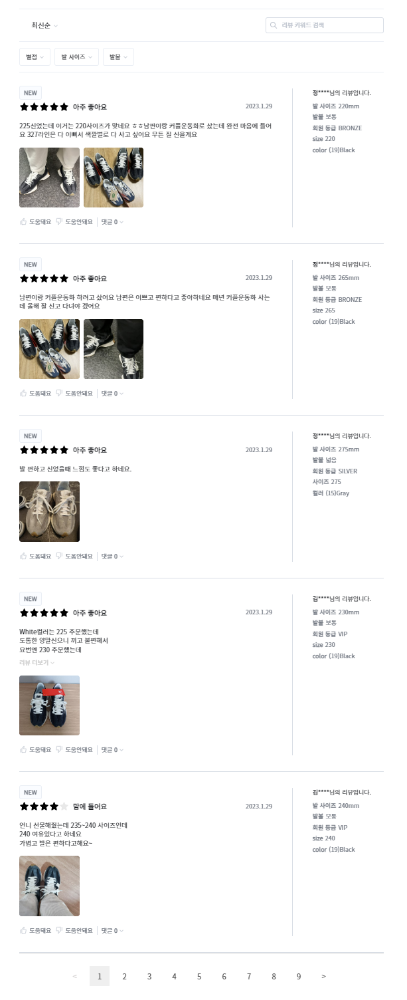 최신순
리뷰 키워드 검색
별점
발 사이즈
발볼
NEW
아주 좋아요
2023.1.29
225신었는데 이거는 220사이즈가 맞네요 ㅎㅎ남편이랑 커플운동화로 샀는데 완전 마음에 들어
요 327라인은 다 이뻐서 색깔별로 다 사고 싶어요 무튼 잘 신을게요
도움돼요
도움안돼요
댓글 0
정****님의 리뷰입니다.
발 사이즈 220mm
발볼 보통
회원 등급 BRONZE
size 220
color (19)Black
NEW
아주 좋아요
2023.1.29
남편이랑 커플운동화 하려고 샀어요 남편은 이쁘고 편하다고 좋아하네요 매년 커플운동화 사는
데 올해 잘 신고 다녀야 겠어요
도움돼요
도움안돼요
댓글 0
정****님의 리뷰입니다.
발 사이즈 265mm
발볼 보통
회원 등급 BRONZE
size 265
color (19)Black
NEW
아주 좋아요
2023.1.29
발 편하고 신었을때 느낌도 좋다고 하네요.
도움돼요
도움안돼요
댓글 0
정****님의 리뷰입니다.
발 사이즈 275mm
발볼 넓음
회원 등급 SILVER
사이즈 275
컬러 (15)Gray
NEW
아주 좋아요
2023.1.29
White컬러는 225 주문했는데
도톰한 양말신으니 끼고 불편해서
요번엔 230 주문했는데
리뷰 더보기
도움돼요
도움안돼요
댓글 0
김****님의 리뷰입니다.
발 사이즈 230mm
발볼 보통
회원 등급 VIP
size 230
color (19)Black
NEW
맘에 들어요
2023.1.29
언니 선물해줬는데 235~240 사이즈인데
240 여유있다고 하네요
가볍고 발은 편하다고해요~
도움돼요
도움안돼요
댓글 0
김****님의 리뷰입니다.
발 사이즈 240mm
발볼 보통
회원 등급 VIP
size 240
color (19)Black
< 1 2 3 4 5 6 7 8 9 >